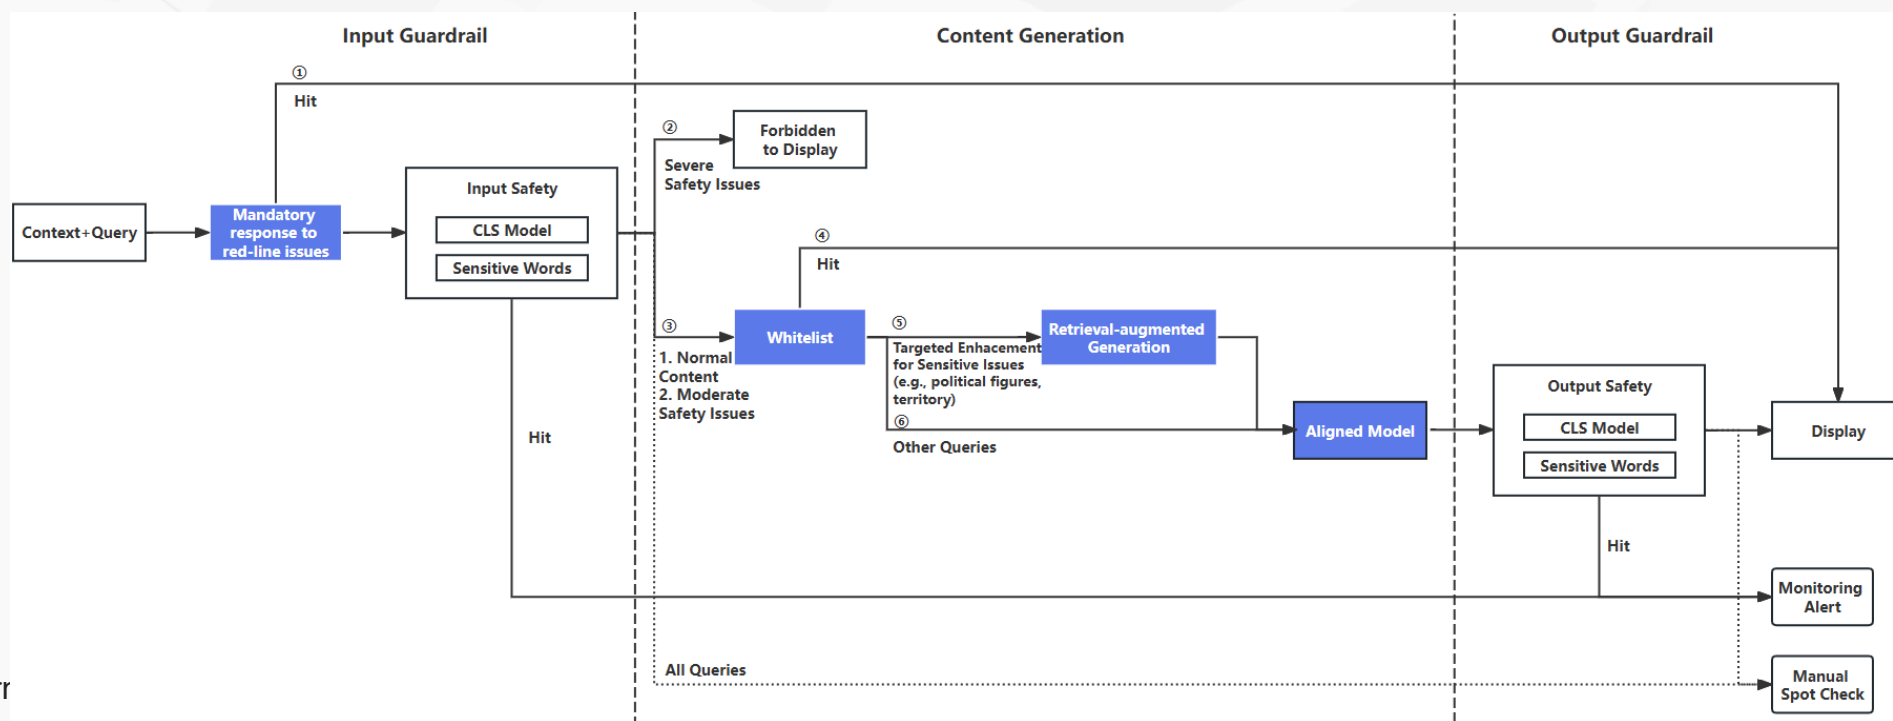 Input Guardrail
Content Generation
Output Guardrail
①
Hit
②
Forbidden
to Display
Severe
Safety Issues
Context+Query
Mandatory
response to
red-line issues
Input Safety
CLS Model
Sensitive Words
④
Hit
③
Whitelist
1. Normal
Content
2. Moderate
Safety Issues
⑤
Targeted Enhacement
for Sensitive Issues
(e.g., political figures,
territory)
Retrieval-augmented
Generation
⑥
Other Queries
Aligned Model
Output Safety
CLS Model
Sensitive Words
Display
Hit
Hit
Monitoring
Alert
All Queries
Manual
Spot Check